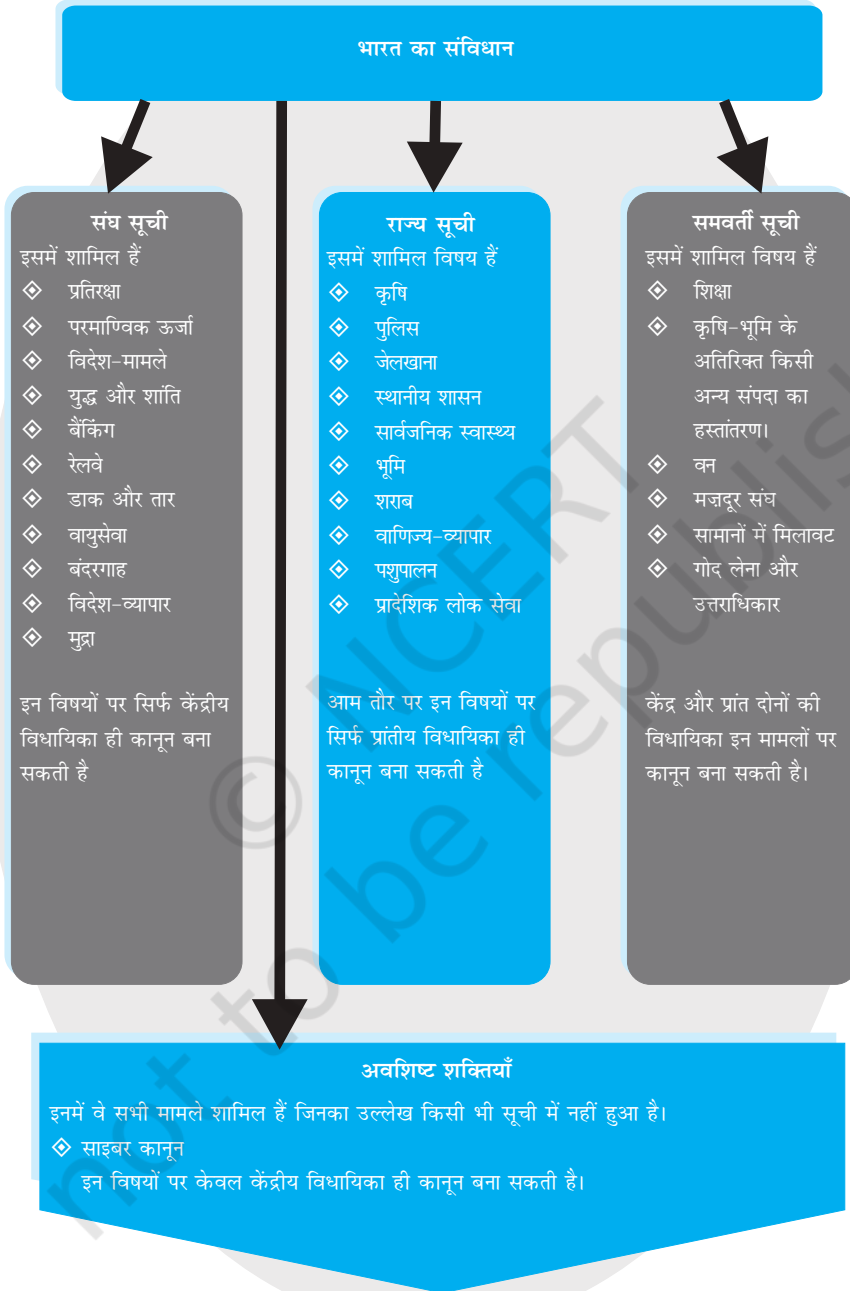 भारत का संविधान
संघ सूची
इसमें शामिल हैं
प्रतिरक्षा
परमाण्विक ऊर्जा
विदेश-मामले
युद्ध और शांति
बैंकिंग
रेलवे
डाक और तार
वायुसेवा
बंदरगाह
विदेश-व्यापार
मुद्रा
इन विषयों पर सिर्फ केंद्रीय
विधायिका ही कानून बना
सकती है
राज्य सूची
इसमें शामिल विषय हैं
कृषि
पुलिस
जेलखाना
स्थानीय शासन
सार्वजनिक स्वास्थ्य
भूमि
शराब
वाणिज्य-व्यापार
पशुपालन
प्रादेशिक लोक सेवा
आम तौर पर इन विषयों पर
सिर्फ प्रांतीय विधायिका ही
कानून बना सकती है
समवर्ती सूची
इसमें शामिल विषय हैं
शिक्षा
कृषि-भूमि के
अतिरिक्त किसी
अन्य संपदा का
हस्तांतरण।
वन
मज़दूर संघ
सामानों में मिलावट
गोद लेना और
उत्तराधिकार
केंद्र और प्रांत दोनों की
विधायिका इन मामलों पर
कानून बना सकती है।
अवशिष्ट शक्तियाँ
इनमें वे सभी मामले शामिल हैं जिनका उल्लेख किसी भी सूची में नहीं हुआ है।
साइबर कानून
इन विषयों पर केवल केंद्रीय विधायिका ही कानून बना सकती है।
© NCERT
not to be republish